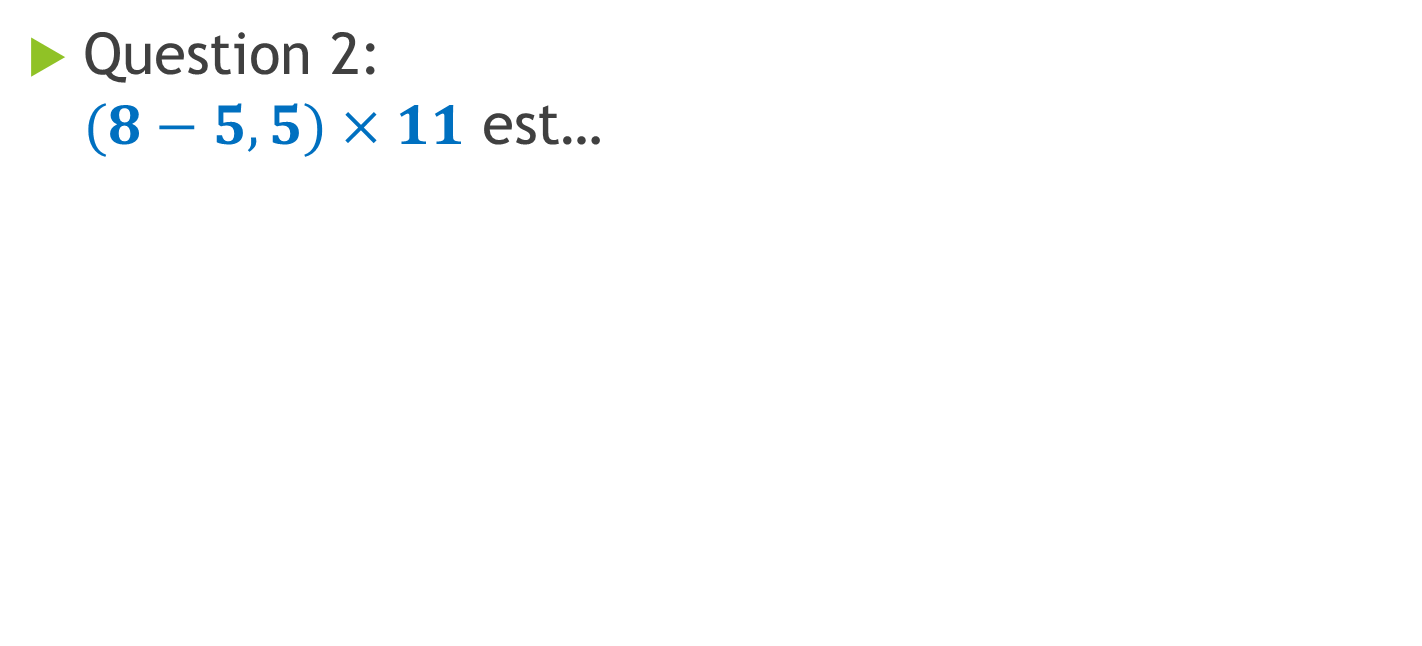 Question 2:
(8 − 5, 5) × 11 est…